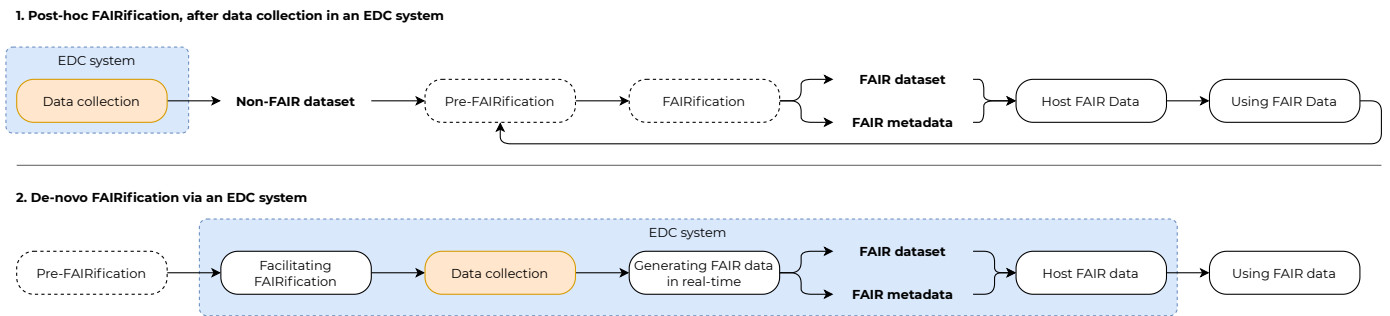 1. Post-hoc FAIRification, after data collection in an EDC system
EDC system
Data collection
Non-FAIR dataset
Pre-FAIRification
FAIRification
FAIR dataset
FAIR metadata
Host FAIR Data
Using FAIR Data
2. De-novo FAIRification via an EDC system
EDC system
Pre-FAIRification
Facilitating
FAIRification
Data collection
Generating FAIR data
in real-time
FAIR dataset
FAIR metadata
Host FAIR data
Using FAIR data